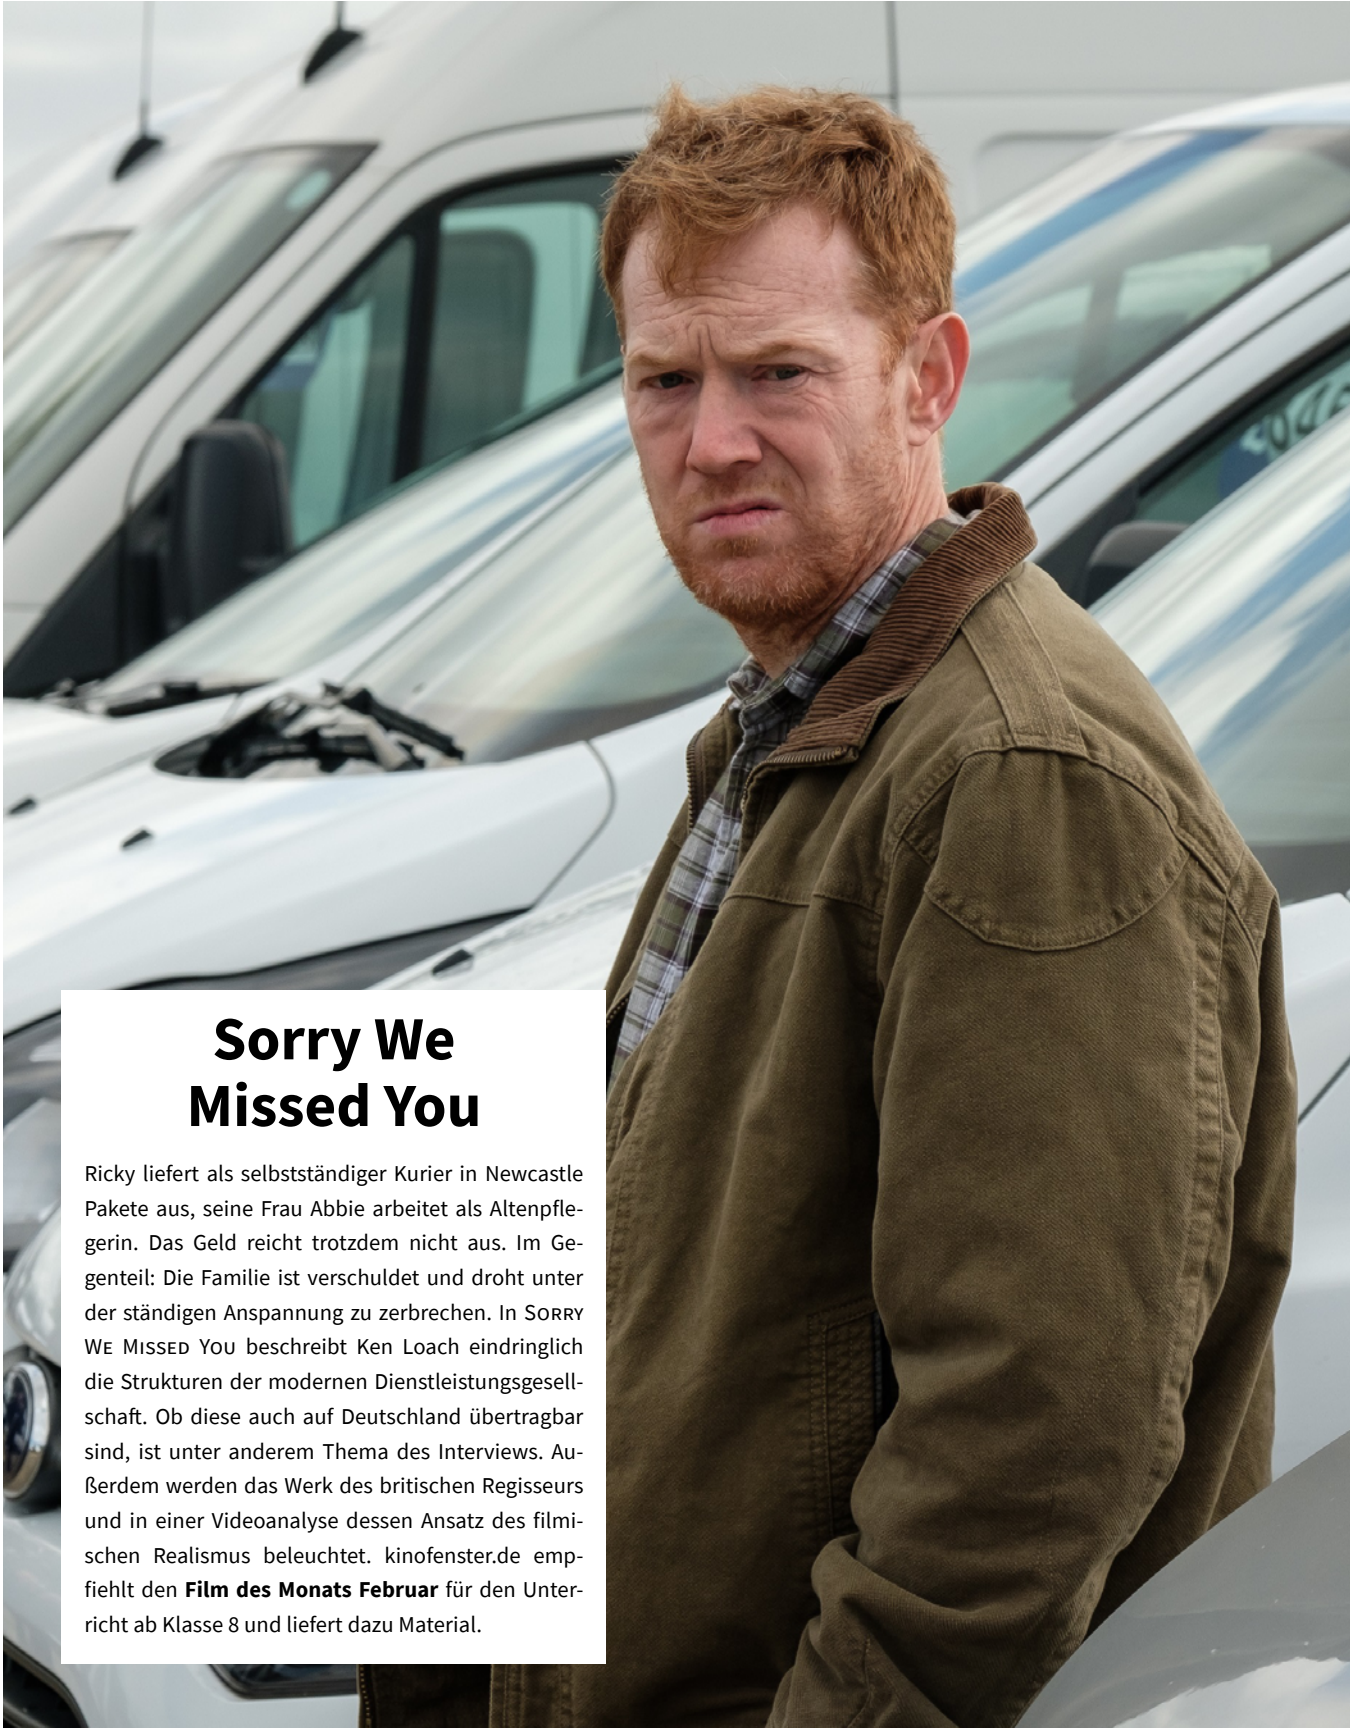 Sorry We
Missed You
Ricky liefert als selbstständiger Kurier in Newcastle
Pakete aus, seine Frau Abbie arbeitet als Altenpfle-
gerin. Das Geld reicht trotzdem nicht aus. Im Ge-
genteil: Die Familie ist verschuldet und droht unter
der ständigen Anspannung zu zerbrechen. In SORRY
WE MISSED YOU beschreibt Ken Loach eindringlich
die Strukturen der modernen Dienstleistungsgesell-
schaft. Ob diese auch auf Deutschland übertragbar
sind, ist unter anderem Thema des Interviews. Au-
ßerdem werden das Werk des britischen Regisseurs
und in einer Videoanalyse dessen Ansatz des filmi-
schen Realismus beleuchtet. kinofenster.de emp-
fiehlt den Film des Monats Februar für den Unter-
richt ab Klasse 8 und liefert dazu Material.